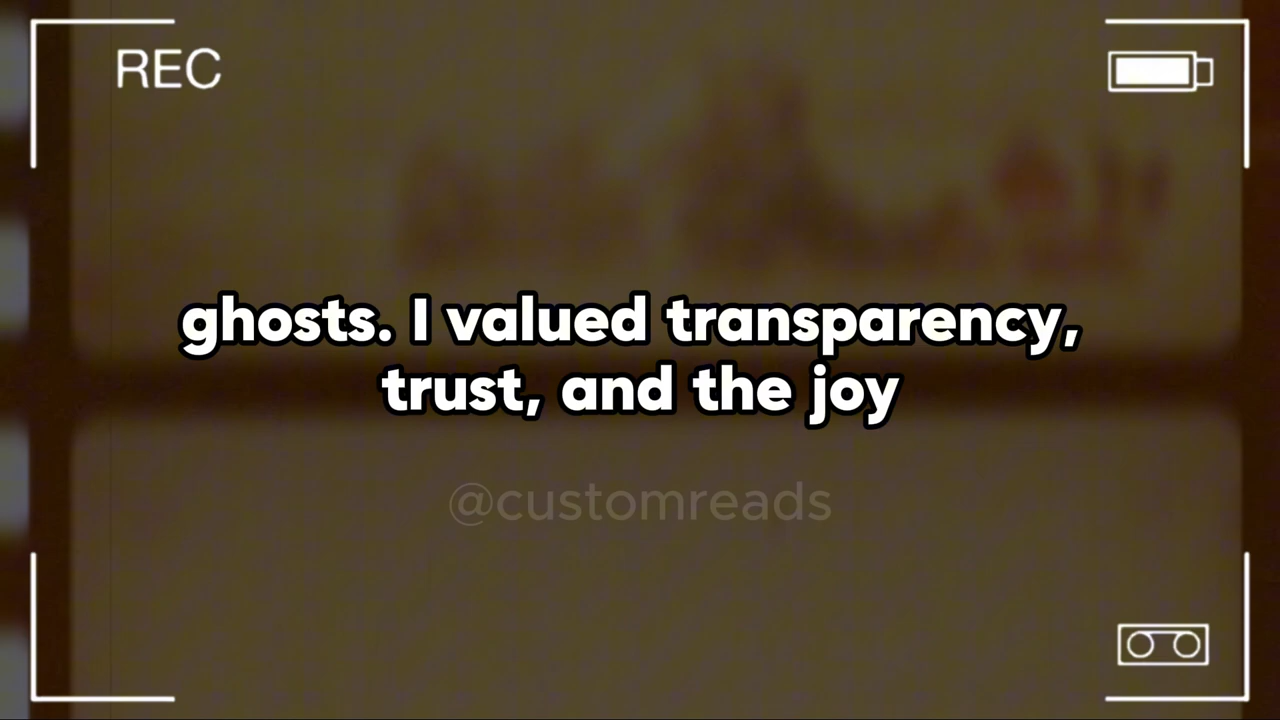 REC
ghosts. I valued transparency,
trust, and the joy
@customreads